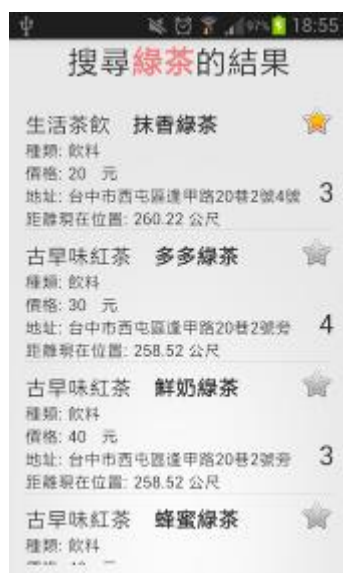 97% 18:55
搜尋綠茶的結果
生活茶飲 抹香綠茶
種類: 飲料
價格: 20 元
地址: 台中市西屯區逢甲路20巷2號4號 3
距離現在位置: 260.22 公尺
古早味紅茶 多多綠茶
種類: 飲料
價格: 30 元
地址: 台中市西屯區逢甲路20巷2號旁 4
距離現在位置: 258.52 公尺
古早味紅茶 鮮奶綠茶
種類: 飲料
價格: 40 元
地址: 台中市西屯區逢甲路20巷2號旁 3
距離現在位置: 258.52 公尺
古早味紅茶 蜂蜜綠茶
種類: 飲料